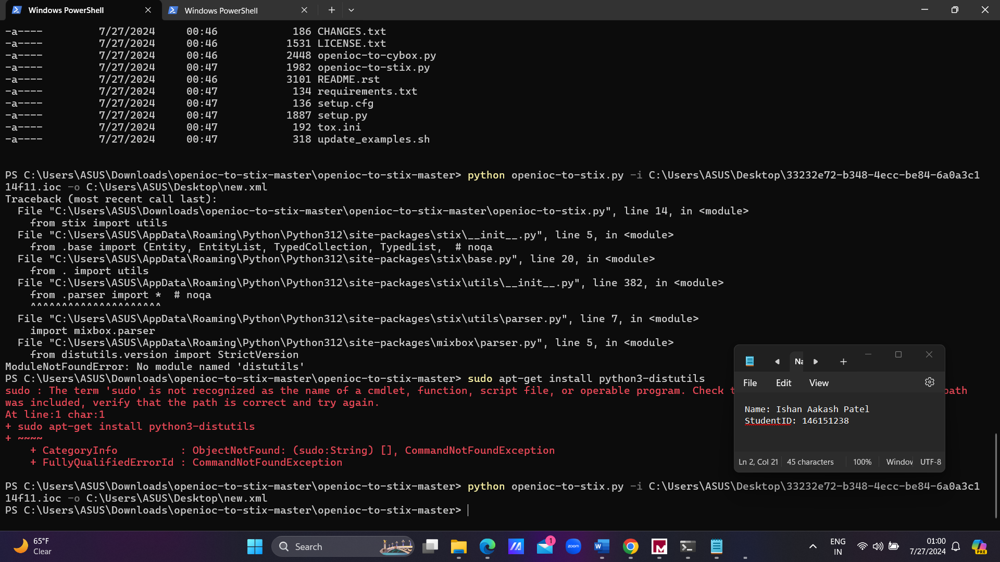 Windows PowerShell
Windows PowerShell
-a---- 7/27/2024 00:46 186 CHANGES.txt
-a---- 7/27/2024 00:46 1531 LICENSE.txt
-a---- 7/27/2024 00:46 2448 openioc-to-cybox.py
-a---- 7/27/2024 00:47 1982 openioc-to-stix.py
-a---- 7/27/2024 00:46 3101 README.rst
-a---- 7/27/2024 00:47 134 requirements.txt
-a---- 7/27/2024 00:47 136 setup.cfg
-a---- 7/27/2024 00:47 1887 setup.py
-a---- 7/27/2024 00:47 192 tox.ini
-a---- 7/27/2024 00:47 318 update_examples.sh
PS C:\Users\ASUS\Downloads\openioc-to-stix-master\openioc-to-stix-master> python openioc-to-stix.py -i C:\Users\ASUS\Desktop\33232e72-b348-4ecc-be84-6a0a3c1
14f11.ioc -o C:\Users\ASUS\Desktop\new.xml
Traceback (most recent call last):
  File "C:\Users\ASUS\Downloads\openioc-to-stix-master\openioc-to-stix-master\openioc-to-stix.py", line 14, in <module>
    from stix import utils
  File "C:\Users\ASUS\AppData\Roaming\Python\Python312\site-packages\stix\__init__.py", line 5, in <module>
    from .base import (Entity, EntityList, TypedCollection, TypedList,  # noqa
  File "C:\Users\ASUS\AppData\Roaming\Python\Python312\site-packages\stix\base.py", line 20, in <module>
    from . import utils
  File "C:\Users\ASUS\AppData\Roaming\Python\Python312\site-packages\stix\utils\__init__.py", line 382, in <module>
    from .parser import *  # noqa
    ^^^^^^^^^^^^^^^^^^^^^
  File "C:\Users\ASUS\AppData\Roaming\Python\Python312\site-packages\stix\utils\parser.py", line 7, in <module>
    import mixbox.parser
  File "C:\Users\ASUS\AppData\Roaming\Python\Python312\site-packages\mixbox\parser.py", line 5, in <module>
    from distutils.version import StrictVersion
ModuleNotFoundError: No module named 'distutils'
PS C:\Users\ASUS\Downloads\openioc-to-stix-master\openioc-to-stix-master> sudo apt-get install python3-distutils
sudo : The term 'sudo' is not recognized as the name of a cmdlet, function, script file, or operable program. Check path
was included, verify that the path is correct and try again.
At line:1 char:1
+ sudo apt-get install python3-distutils
+ ~~~~
    + CategoryInfo          : ObjectNotFound: (sudo:String) [], CommandNotFoundException
    + FullyQualifiedErrorId : CommandNotFoundException
PS C:\Users\ASUS\Downloads\openioc-to-stix-master\openioc-to-stix-master> python openioc-to-stix.py -i C:\Users\ASUS\Desktop\33232e72-b348-4ecc-be84-6a0a3c1
14f11.ioc -o C:\Users\ASUS\Desktop\new.xml
PS C:\Users\ASUS\Downloads\openioc-to-stix-master\openioc-to-stix-master>
Na
File Edit View
Name: Ishan Aakash Patel
StudentID: 146151238
Ln 2, Col 21 45 characters 100% Window UTF-8
65°F
Clear
Search
1
zoom
W
ENG
IN
01:00
7/27/2024
PRE